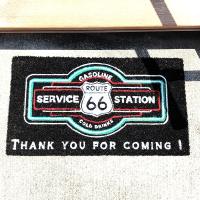 GASOLINE
ROUTE
SERVICE 66 STATION
COLD DRINKS
THANK YOU FOR COMING !